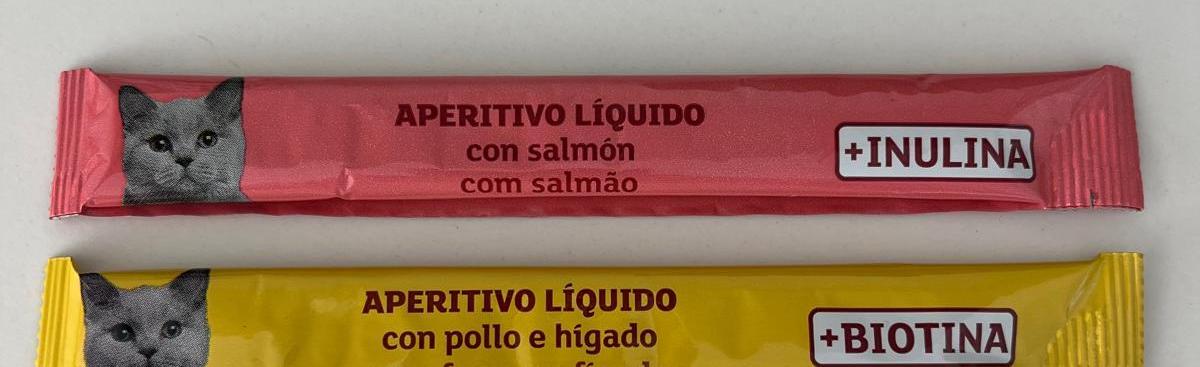 APERITIVO LÍQUIDO
con salmón
com salmão
+INULINA
APERITIVO LÍQUIDO
con pollo e hígado
+BIOTINA